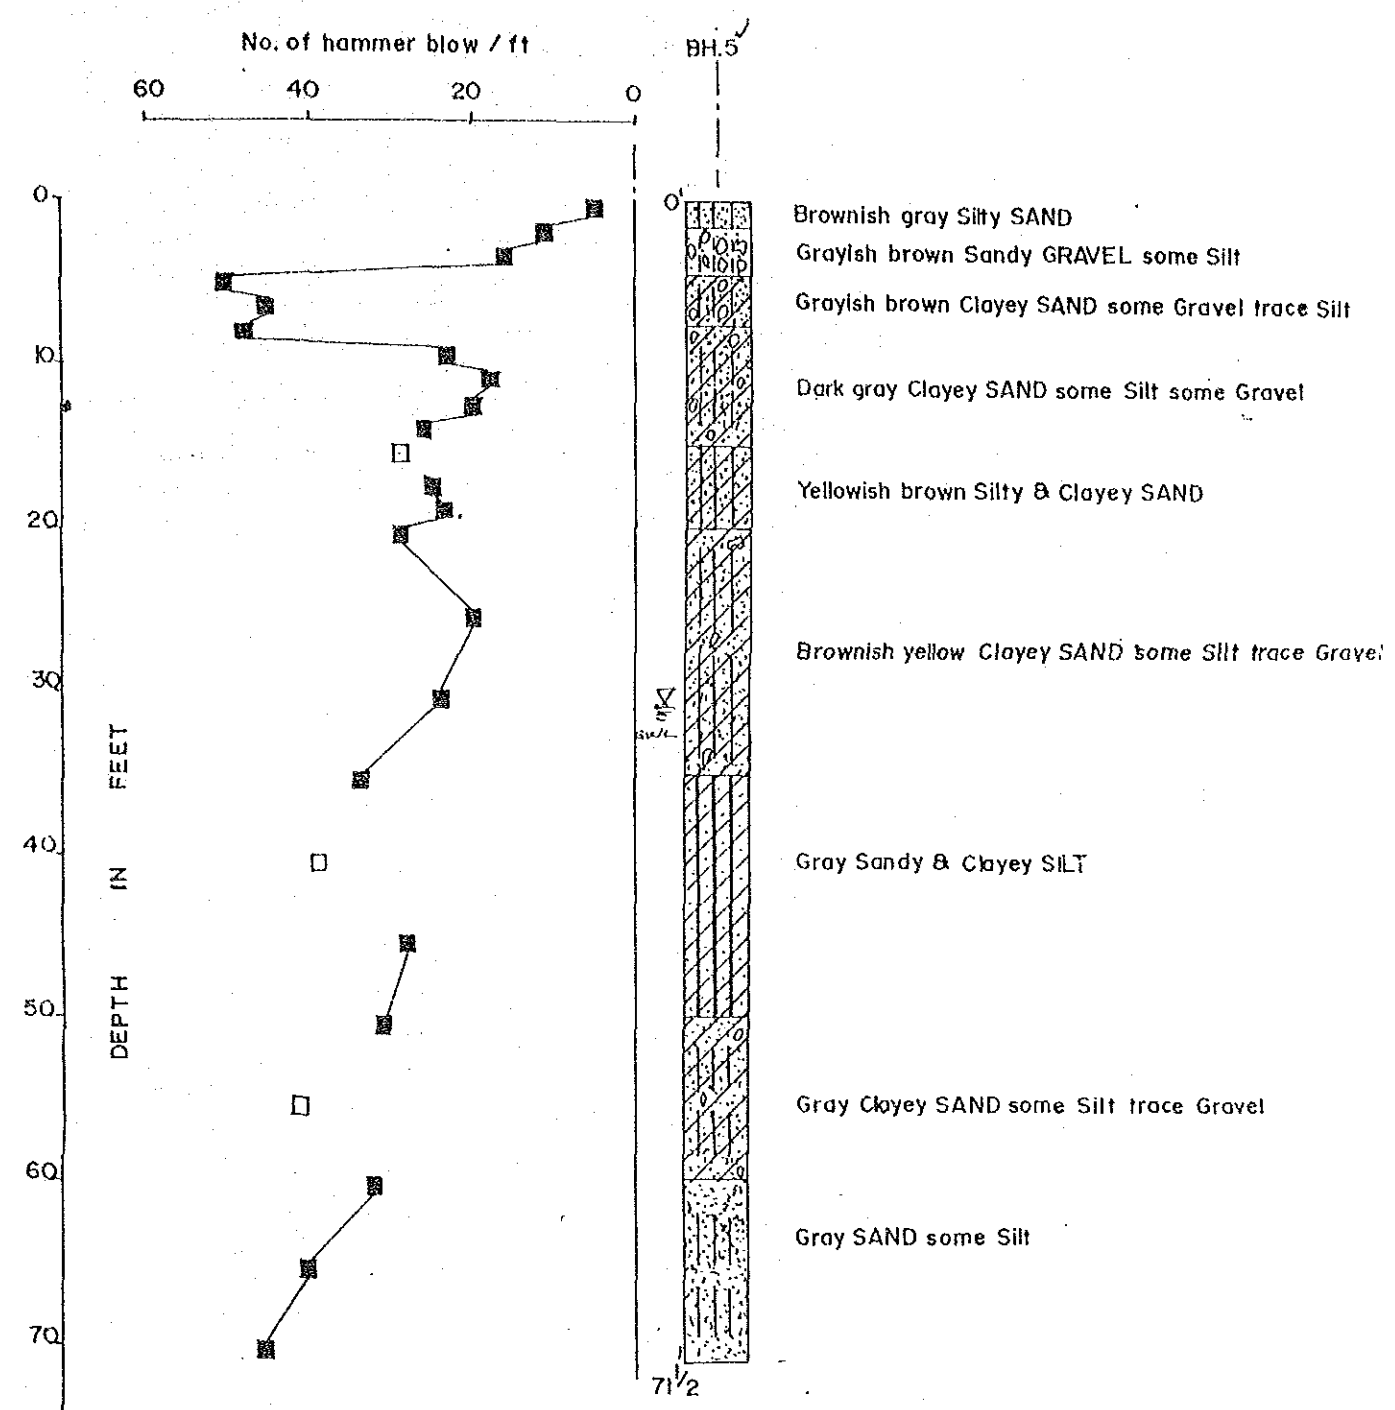 No. of hammer blow / ft
BH.5
60 40 20 0
0
0'
Brownish gray Silty SAND
Grayish brown Sandy GRAVEL some Silt
Grayish brown Clayey SAND some Gravel trace Silt
10
Dark gray Clayey SAND some Silt some Gravel
Yellowish brown Silty & Clayey SAND
20
Brownish yellow Clayey SAND some Silt trace Gravel
30
40
Gray Sandy & Clayey SILT
50
Gray Clayey SAND some Silt trace Gravel
60
Gray SAND some Silt
70
71 1/2
DEPTH IN FEET